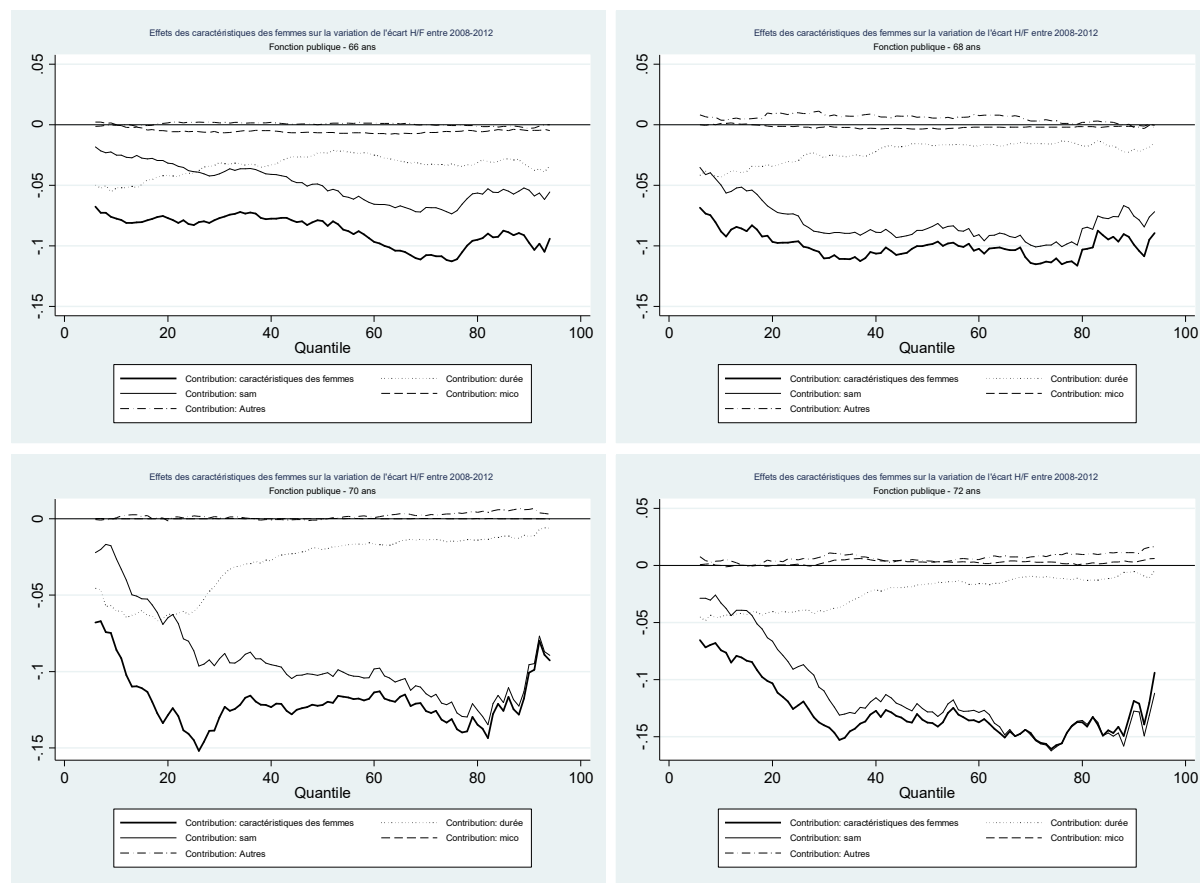 Effets des caractéristiques des femmes sur la variation de l'écart H/F entre 2008-2012
Fonction publique - 66 ans
.05
0
-.05
-.1
-.15
0 20 40 60 80 100
Quantile
Contribution: caractéristiques des femmes
Contribution: durée
Contribution: sam
Contribution: mico
Contribution: Autres
Effets des caractéristiques des femmes sur la variation de l'écart H/F entre 2008-2012
Fonction publique - 68 ans
.05
0
-.05
-.1
-.15
0 20 40 60 80 100
Quantile
Contribution: caractéristiques des femmes
Contribution: durée
Contribution: sam
Contribution: mico
Contribution: Autres
Effets des caractéristiques des femmes sur la variation de l'écart H/F entre 2008-2012
Fonction publique - 70 ans
0
-.05
-.1
-.15
0 20 40 60 80 100
Quantile
Contribution: caractéristiques des femmes
Contribution: durée
Contribution: sam
Contribution: mico
Contribution: Autres
Effets des caractéristiques des femmes sur la variation de l'écart H/F entre 2008-2012
Fonction publique - 72 ans
.05
0
-.05
-.1
-.15
0 20 40 60 80 100
Quantile
Contribution: caractéristiques des femmes
Contribution: durée
Contribution: sam
Contribution: mico
Contribution: Autres